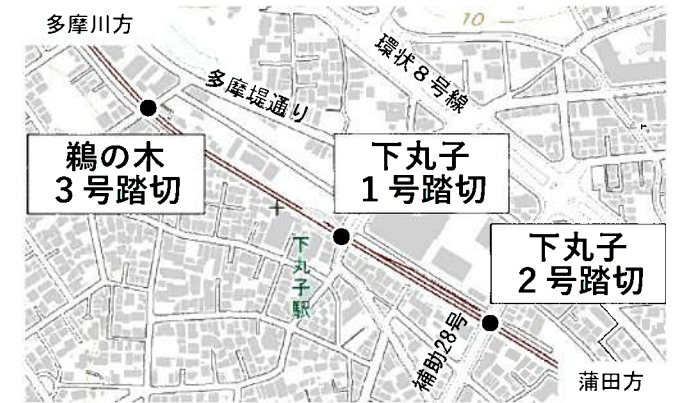 多摩川方
10
環状8号線
多摩堤通り
鵜の木
3号踏切
下丸子
1号踏切
下丸子
2号踏切
下丸子駅
補助28号
蒲田方